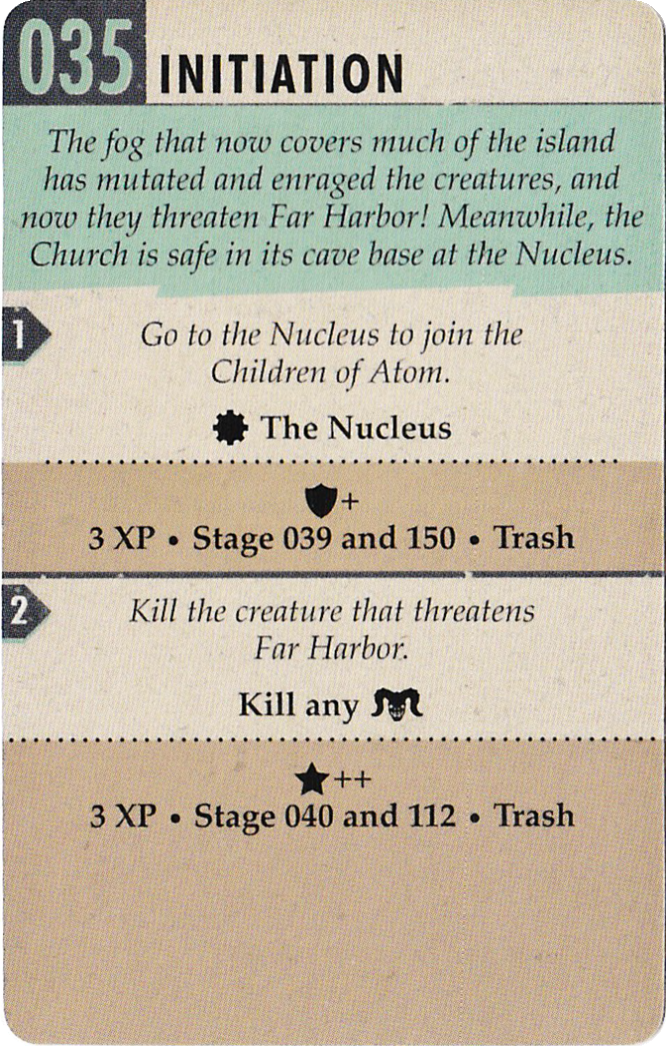 035 INITIATION
The fog that now covers much of the island
has mutated and enraged the creatures, and
now they threaten Far Harbor! Meanwhile, the
Church is safe in its cave base at the Nucleus.
1
Go to the Nucleus to join the
Children of Atom.
The Nucleus
+
3 XP • Stage 039 and 150 • Trash
2
Kill the creature that threatens
Far Harbor.
Kill any
++
3 XP • Stage 040 and 112 • Trash